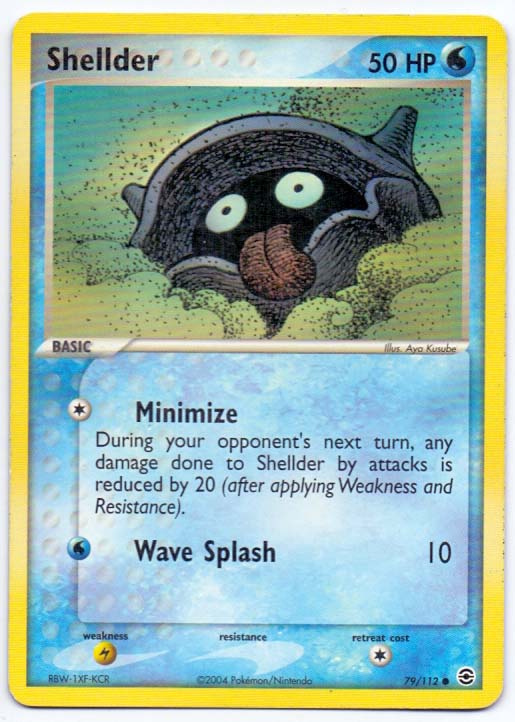 Shellder 50 HP
BASIC Illus. Aya Kusube
Minimize
During your opponent's next turn, any
damage done to Shellder by attacks is
reduced by 20 (after applying Weakness and
Resistance).
Wave Splash 10
weakness resistance retreat cost
RBW-1XF-KCR ©2004 Pokémon/Nintendo 79/112